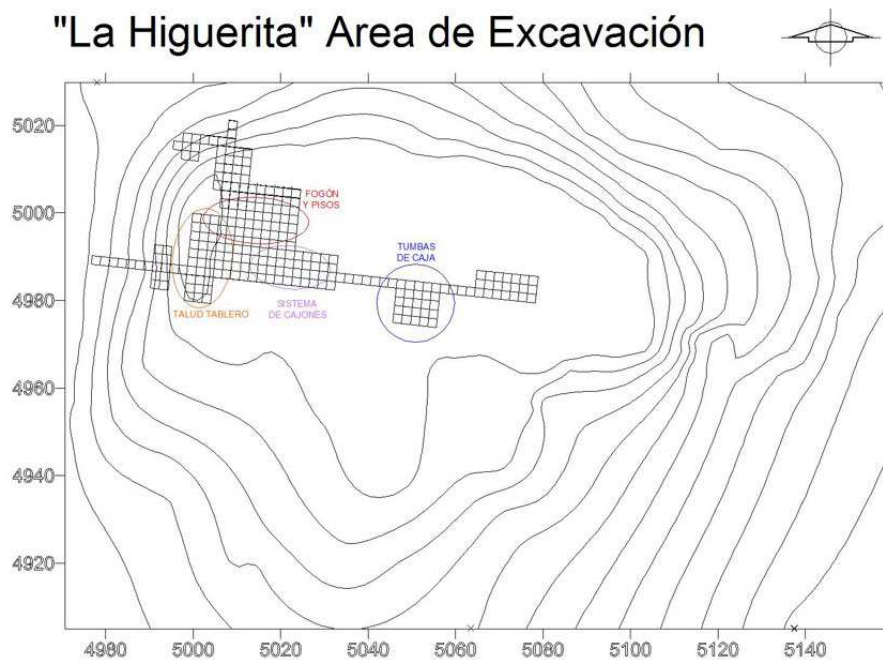 "La Higuerita" Area de Excavación
5020
5000
4980
4960
4940
4920
FOGÓN
Y PISOS
TUMBAS
DE CAJA
SISTEMA
DE CAJONES
TALUD TABLERO
4980 5000 5020 5040 5060 5080 5100 5120 5140